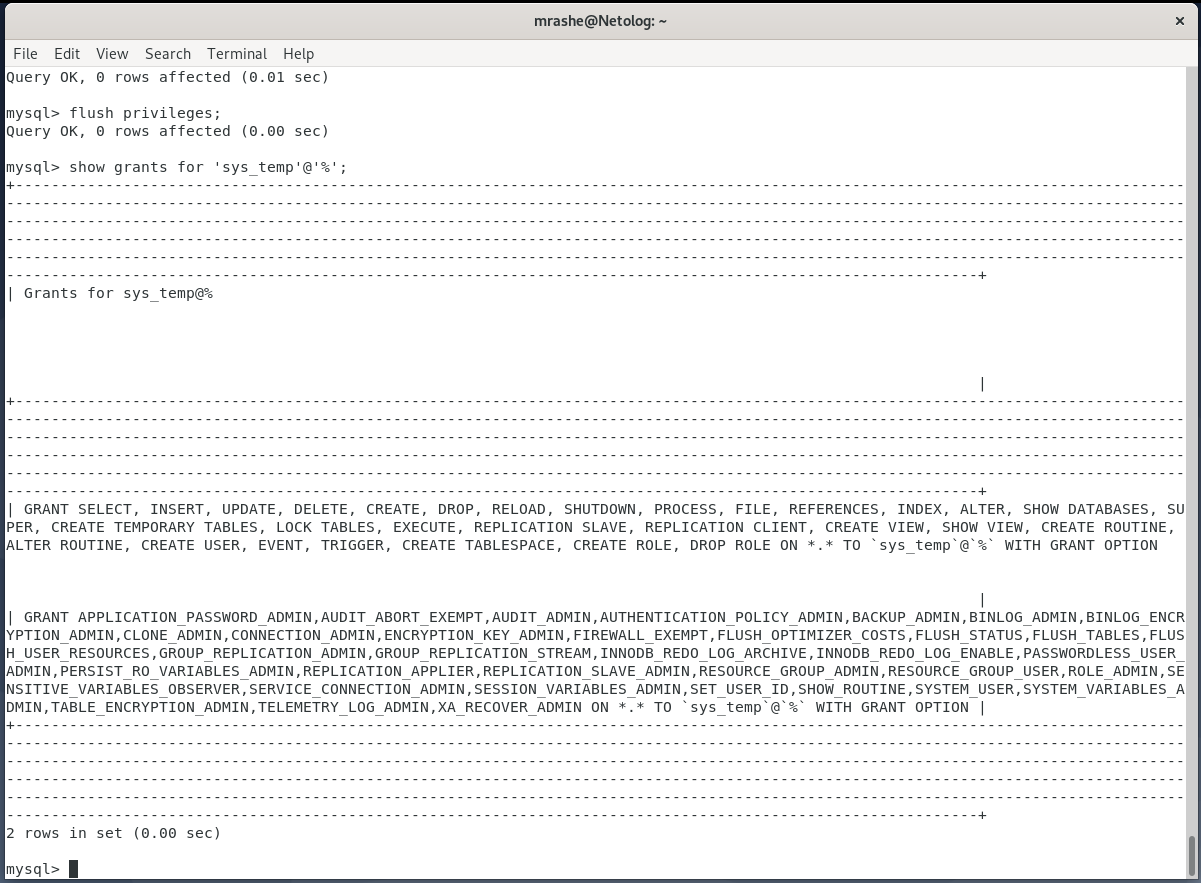 mrashe@Netolog: ~
×
File Edit View Search Terminal Help
Query OK, 0 rows affected (0.01 sec)
mysql> flush privileges;
Query OK, 0 rows affected (0.00 sec)
mysql> show grants for 'sys_temp'@'%';
+----------------------------------------------------------------------------------------------------------------------------------
-----------------------------------------------------------------------------------------------------------------------------------
-----------------------------------------------------------------------------------------------------------------------------------
-----------------------------------------------------------------------------------------------------------------------------------
-----------------------------------------------------------------------------------------------------------------------------------
------------------------------------------------------------------------------------------------------------+
| Grants for sys_temp@%
|
+----------------------------------------------------------------------------------------------------------------------------------
-----------------------------------------------------------------------------------------------------------------------------------
-----------------------------------------------------------------------------------------------------------------------------------
-----------------------------------------------------------------------------------------------------------------------------------
-----------------------------------------------------------------------------------------------------------------------------------
------------------------------------------------------------------------------------------------------------+
| GRANT SELECT, INSERT, UPDATE, DELETE, CREATE, DROP, RELOAD, SHUTDOWN, PROCESS, FILE, REFERENCES, INDEX, ALTER, SHOW DATABASES, SU
PER, CREATE TEMPORARY TABLES, LOCK TABLES, EXECUTE, REPLICATION SLAVE, REPLICATION CLIENT, CREATE VIEW, SHOW VIEW, CREATE ROUTINE,
ALTER ROUTINE, CREATE USER, EVENT, TRIGGER, CREATE TABLESPACE, CREATE ROLE, DROP ROLE ON *.* TO `sys_temp`@`%` WITH GRANT OPTION
|
| GRANT APPLICATION_PASSWORD_ADMIN,AUDIT_ABORT_EXEMPT,AUDIT_ADMIN,AUTHENTICATION_POLICY_ADMIN,BACKUP_ADMIN,BINLOG_ADMIN,BINLOG_ENCR
YPTION_ADMIN,CLONE_ADMIN,CONNECTION_ADMIN,ENCRYPTION_KEY_ADMIN,FIREWALL_EXEMPT,FLUSH_OPTIMIZER_COSTS,FLUSH_STATUS,FLUSH_TABLES,FLUS
H_USER_RESOURCES,GROUP_REPLICATION_ADMIN,GROUP_REPLICATION_STREAM,INNODB_REDO_LOG_ARCHIVE,INNODB_REDO_LOG_ENABLE,PASSWORDLESS_USER_
ADMIN,PERSIST_RO_VARIABLES_ADMIN,REPLICATION_APPLIER,REPLICATION_SLAVE_ADMIN,RESOURCE_GROUP_ADMIN,RESOURCE_GROUP_USER,ROLE_ADMIN,SE
NSITIVE_VARIABLES_OBSERVER,SERVICE_CONNECTION_ADMIN,SESSION_VARIABLES_ADMIN,SET_USER_ID,SHOW_ROUTINE,SYSTEM_USER,SYSTEM_VARIABLES_A
DMIN,TABLE_ENCRYPTION_ADMIN,TELEMETRY_LOG_ADMIN,XA_RECOVER_ADMIN ON *.* TO `sys_temp`@`%` WITH GRANT OPTION |
+----------------------------------------------------------------------------------------------------------------------------------
-----------------------------------------------------------------------------------------------------------------------------------
-----------------------------------------------------------------------------------------------------------------------------------
-----------------------------------------------------------------------------------------------------------------------------------
-----------------------------------------------------------------------------------------------------------------------------------
------------------------------------------------------------------------------------------------------------+
2 rows in set (0.00 sec)
mysql>